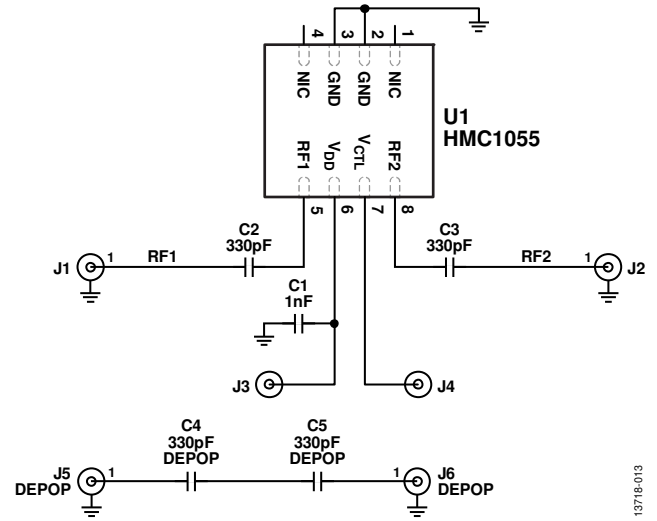 4 3 2 1
NIC GND GND NIC
U1
HMC1055
RF1 VDD VCTL RF2
5 6 7 8
C2
330pF
C3
330pF
J1 1 RF1
RF2 1 J2
C1
1nF
J3
J4
C4
330pF
DEPOP
C5
330pF
DEPOP
J5
DEPOP
1
1
J6
DEPOP
13718-013